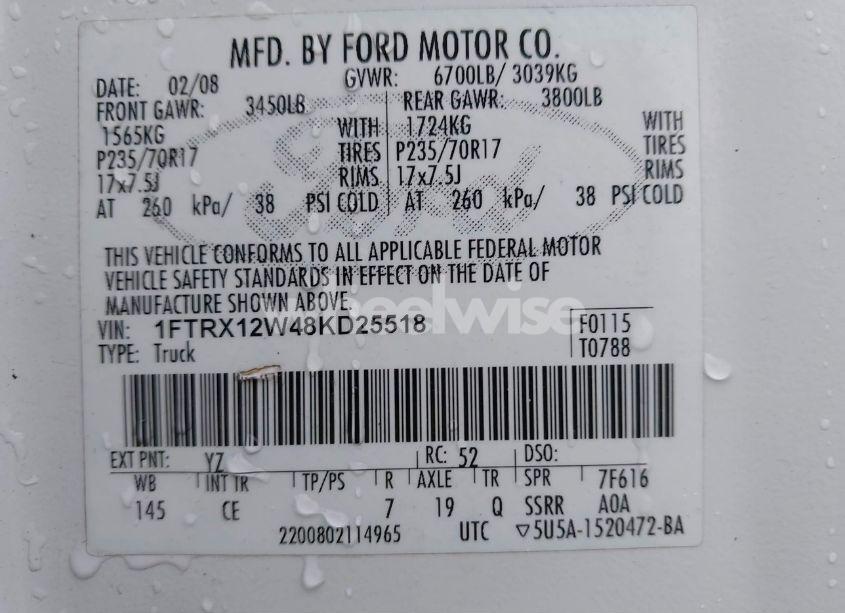 MFD. BY FORD MOTOR CO.
DATE: 02/08 GVWR: 6700LB/ 3039KG
FRONT GAWR: 3450LB REAR GAWR: 3800LB
1565KG WITH 1724KG WITH
P235/70R17 TIRES P235/70R17 TIRES
17x7.5J RIMS 17x7.5J RIMS
AT 260 kPa/ 38 PSI COLD AT 260 kPa/ 38 PSI COLD
Ford
THIS VEHICLE CONFORMS TO ALL APPLICABLE FEDERAL MOTOR
VEHICLE SAFETY STANDARDS IN EFFECT ON THE DATE OF
MANUFACTURE SHOWN ABOVE.
wheelwise
VIN: 1FTRX12W48KD25518 F0115
TYPE: Truck T0788
EXT PNT: YZ RC: 52 DSO:
WB INT TR TP/PS R AXLE TR SPR 7F616
145 CE 7 19 Q SSRR A0A
2200802114965 UTC ▽5U5A-1520472-BA